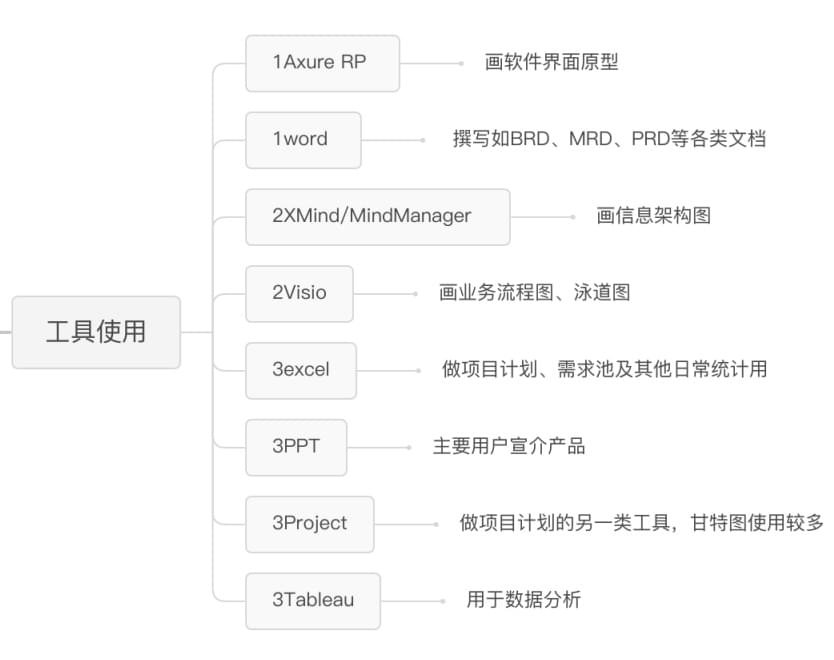 1Axure RP 画软件界面原型
1word 撰写如BRD、MRD、PRD等各类文档
2XMind/MindManager 画信息架构图
2Visio 画业务流程图、泳道图
工具使用
3excel 做项目计划、需求池及其他日常统计用
3PPT 主要用户宣介产品
3Project 做项目计划的另一类工具，甘特图使用较多
3Tableau 用于数据分析